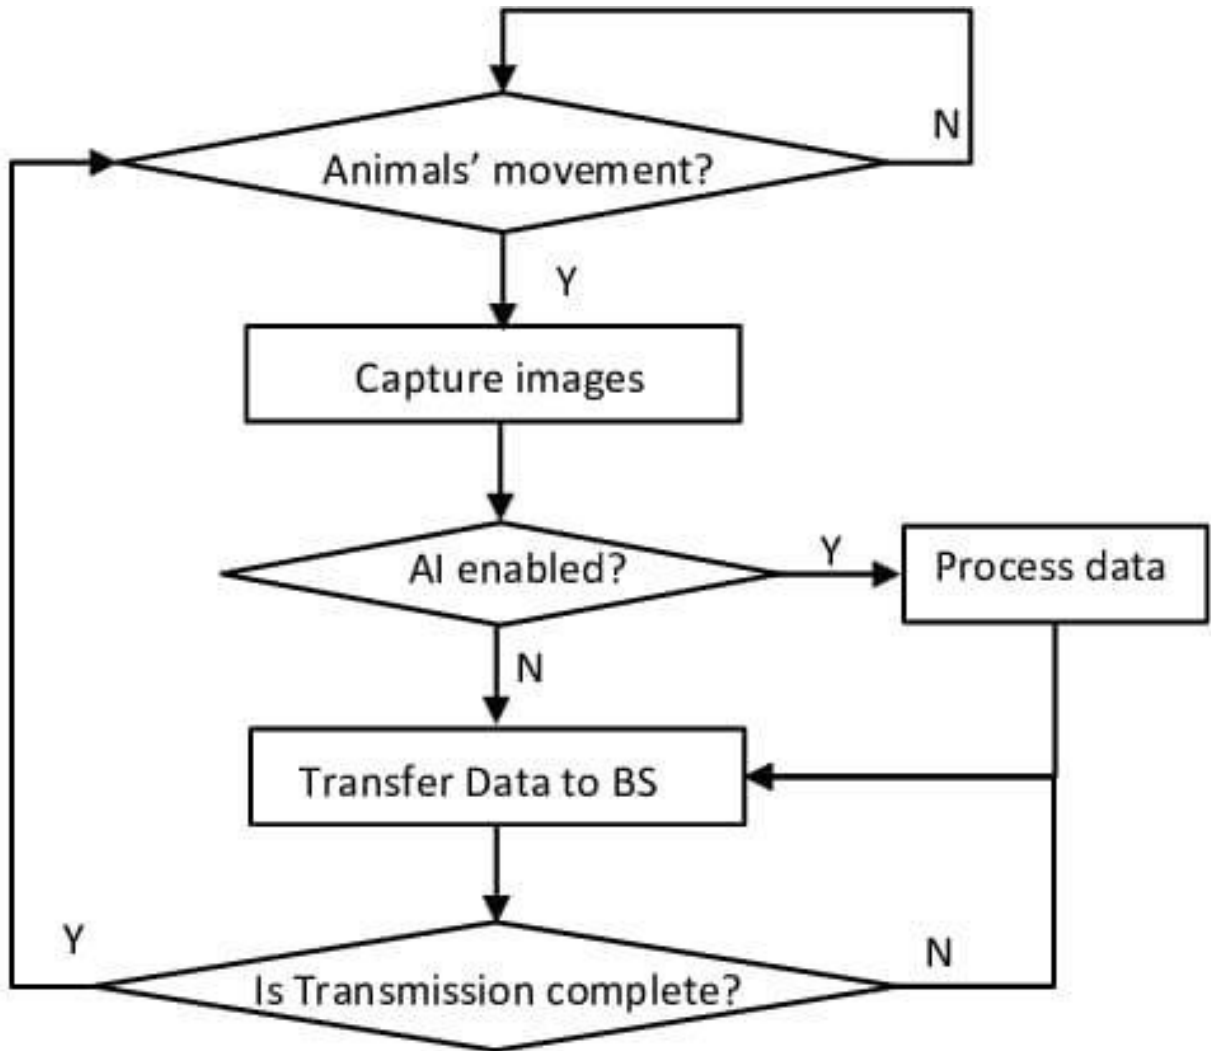 N
Animals’ movement?
Y
Capture images
AI enabled?
Y
Process data
N
Transfer Data to BS
Y
N
Is Transmission complete?